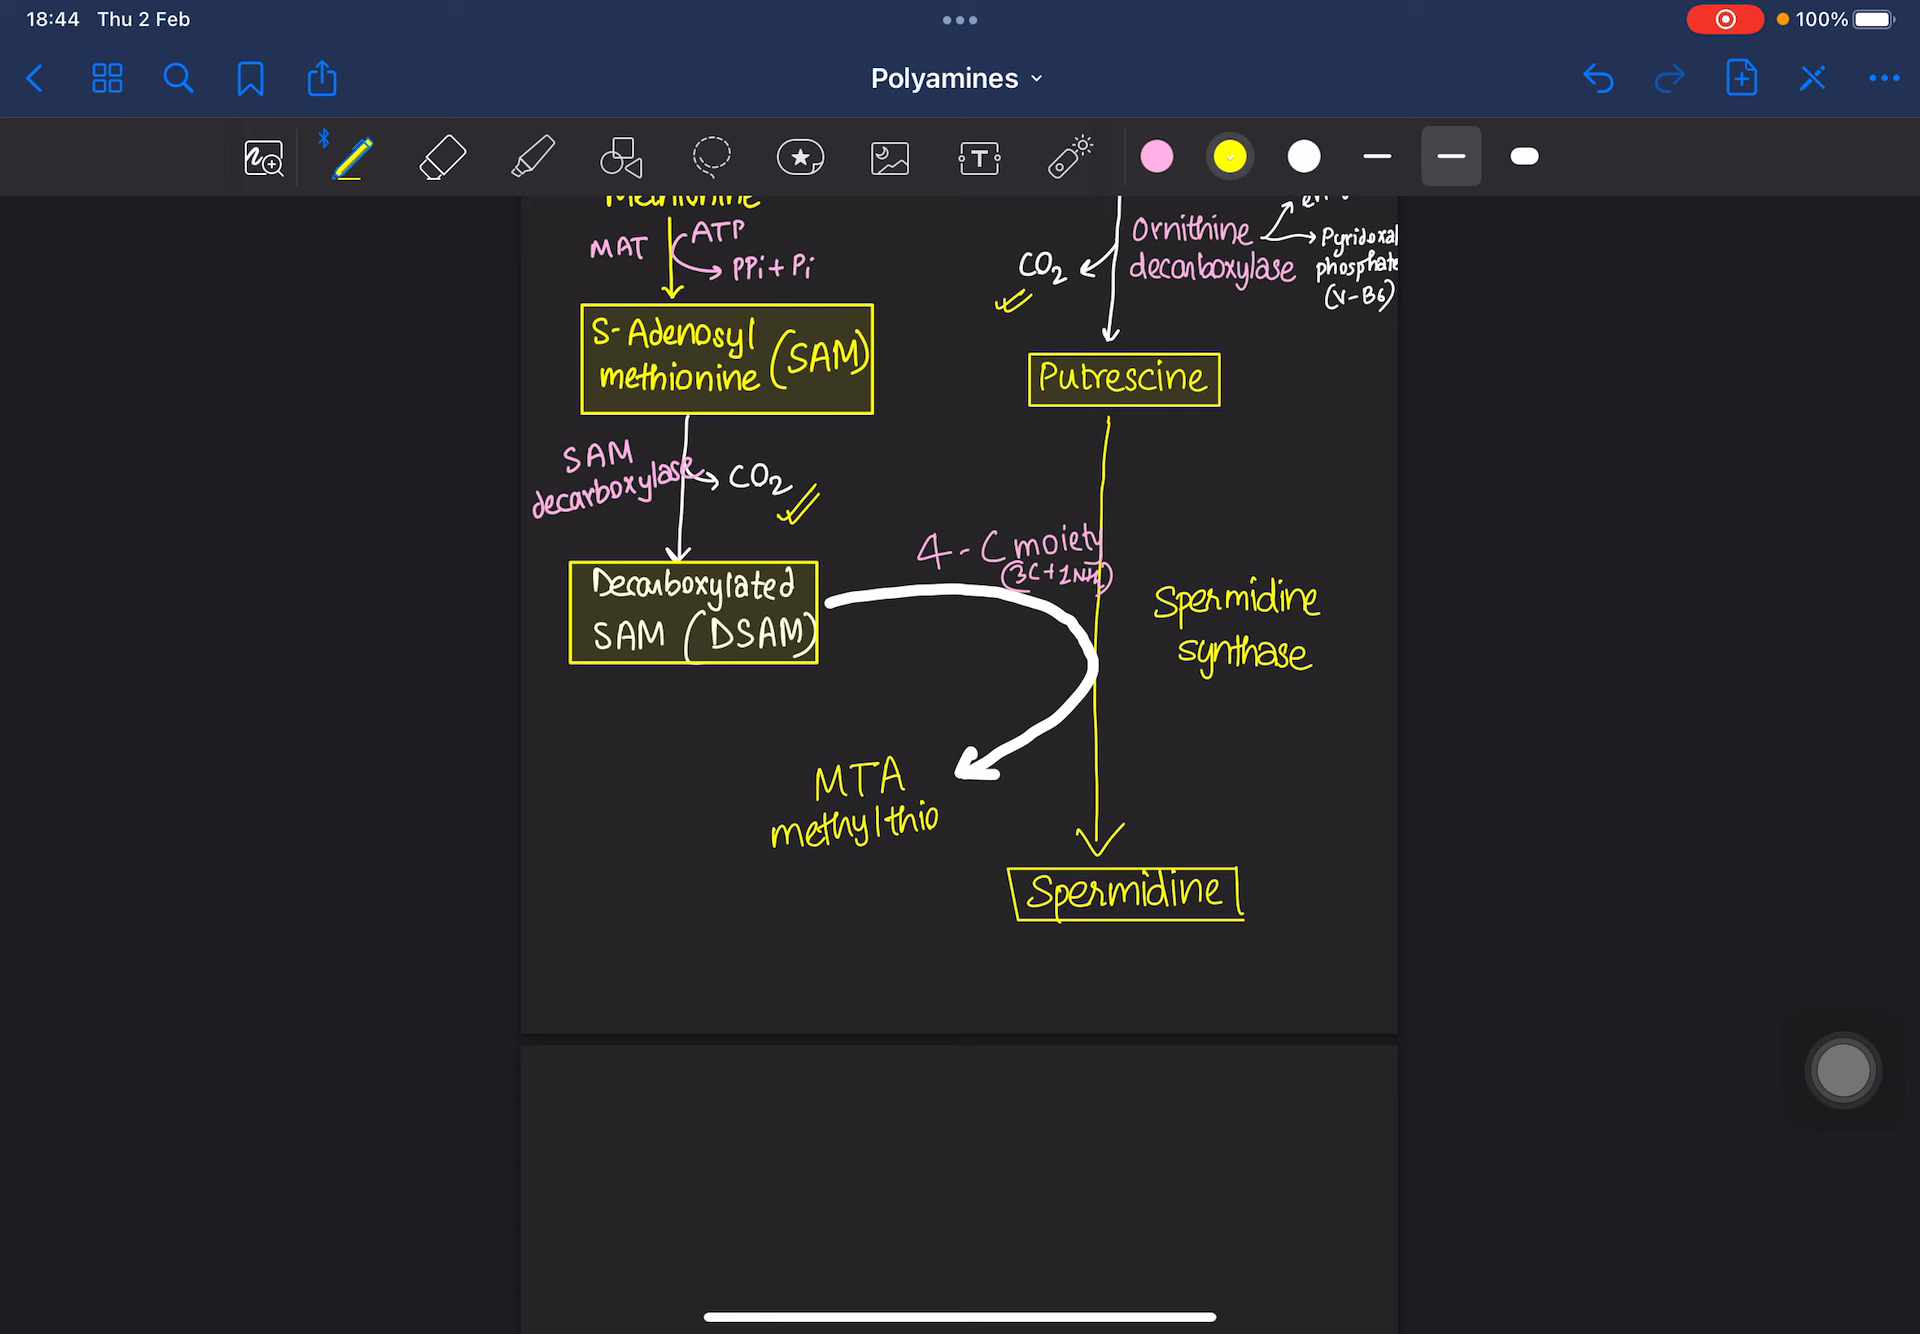 18:44 Thu 2 Feb
100%
Polyamines
T
Methionine
MAT
ATP
PPi + Pi
S-Adenosyl
methionine (SAM)
SAM
decarboxylase
CO2
Decarboxylated
SAM (DSAM)
Ornithine
decarboxylase
CO2
Pyridoxal
phosphate
(V-B6)
Putrescine
4-C moiety
(3C+1NH2)
Spermidine
synthase
MTA
methylthio
Spermidine